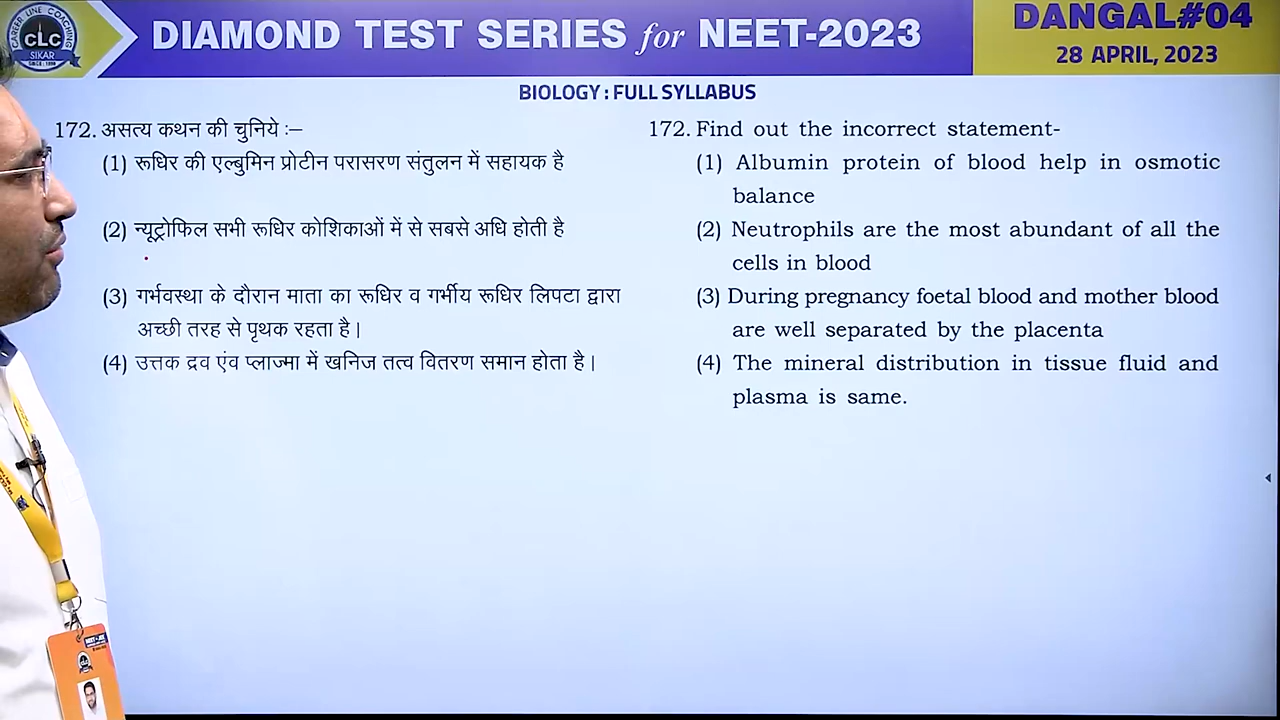 CAREER LINE COACHING
CLC
SIKAR
DIAMOND TEST SERIES for NEET-2023
DANGAL#04
28 APRIL, 2023
BIOLOGY : FULL SYLLABUS
172. असत्य कथन की चुनिये :–
(1) रूधिर की एल्बुमिन प्रोटीन परासरण संतुलन में सहायक है
(2) न्यूट्रोफिल सभी रूधिर कोशिकाओं में से सबसे अधि होती है
(3) गर्भवस्था के दौरान माता का रूधिर व गर्भीय रूधिर लिपटा द्वारा
अच्छी तरह से पृथक रहता है।
(4) उत्तक द्रव एंव प्लाज्मा में खनिज तत्व वितरण समान होता है।
172. Find out the incorrect statement-
(1) Albumin protein of blood help in osmotic
balance
(2) Neutrophils are the most abundant of all the
cells in blood
(3) During pregnancy foetal blood and mother blood
are well separated by the placenta
(4) The mineral distribution in tissue fluid and
plasma is same.
CLC